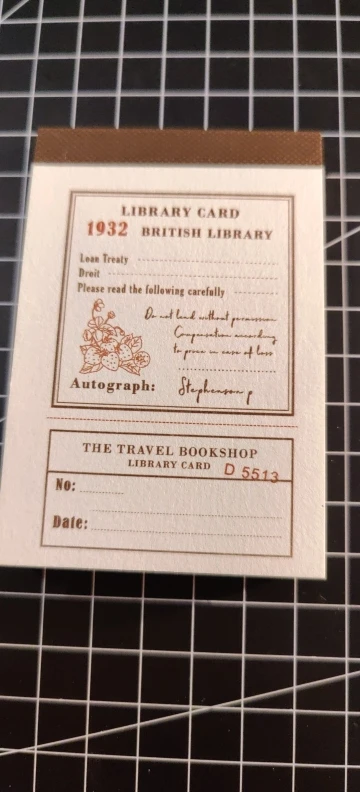 LIBRARY CARD
1932 BRITISH LIBRARY
Loan Treaty
Droit
Please read the following carefully
Do not lend without permission
Compensation according
to price in case of loss
Autograph: Stephenson p
THE TRAVEL BOOKSHOP
LIBRARY CARD D 5513
No:
Date: